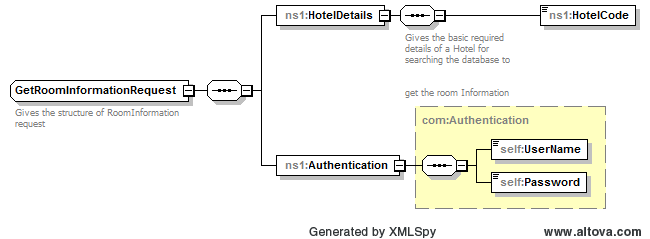 ns1:HotelDetails
ns1:HotelCode
Gives the basic required
details of a Hotel for
searching the database to
get the room Information
GetRoomInformationRequest
Gives the structure of RoomInformation
request
com:Authentication
self:UserName
ns1:Authentication
self:Password
Generated by XMLSpy
www.altova.com